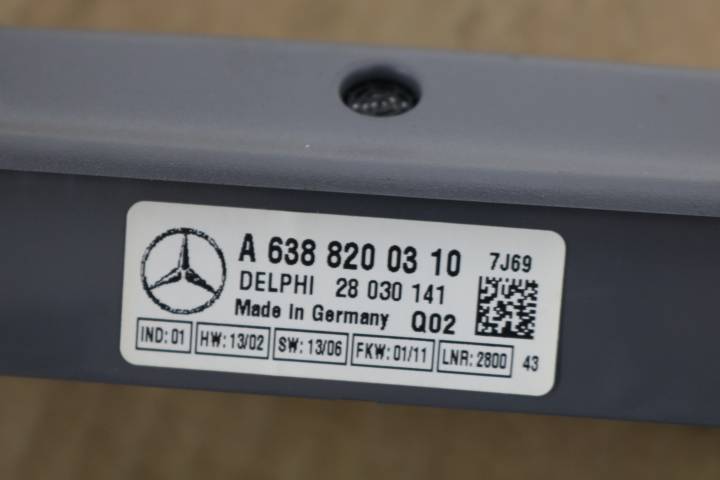 A 638 820 03 10 7J69
DELPHI 28 030 141
Made in Germany Q02
IND: 01 HW: 13/02 SW: 13/06 FKW: 01/11 LNR: 2800 43